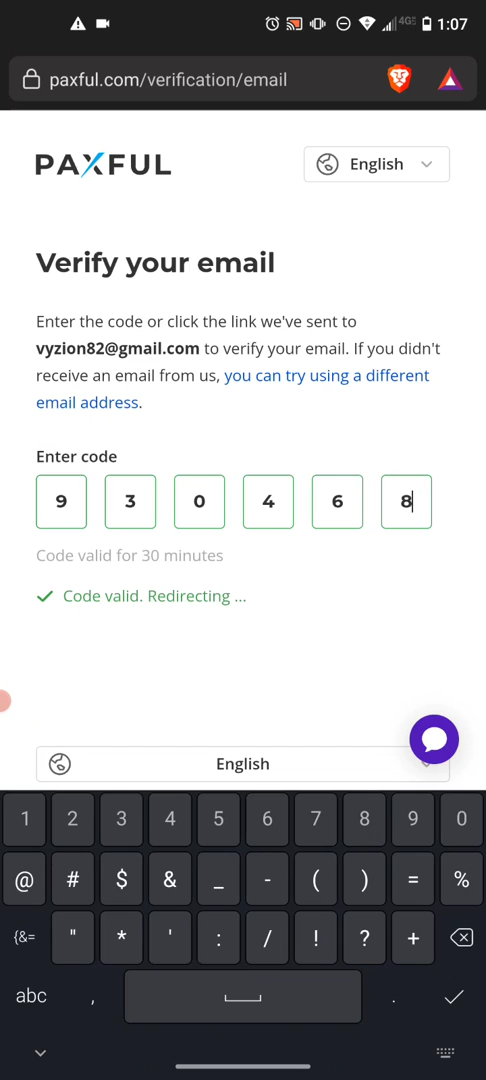 4G 1:07
paxful.com/verification/email
PAXFUL
English
Verify your email
Enter the code or click the link we've sent to
vyzion82@gmail.com to verify your email. If you didn't
receive an email from us, you can try using a different
email address.
Enter code
9 3 0 4 6 8
Code valid for 30 minutes
Code valid. Redirecting ...
English
1 2 3 4 5 6 7 8 9 0
@ # $ & _ - ( ) = %
{&= " * ' : / ! ? +
abc , .